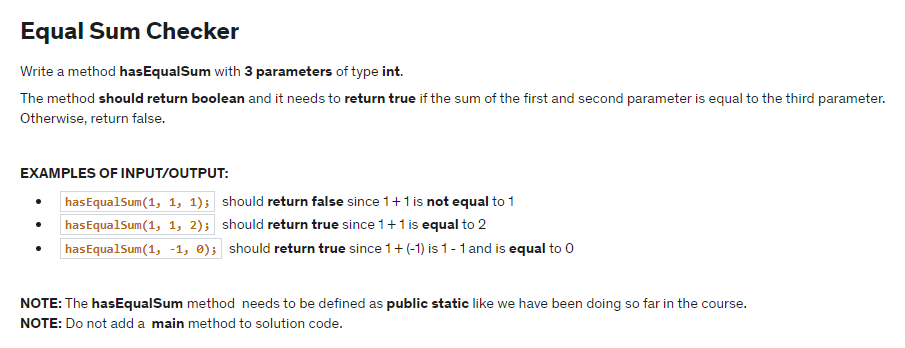 Equal Sum Checker
Write a method hasEqualSum with 3 parameters of type int.
The method should return boolean and it needs to return true if the sum of the first and second parameter is equal to the third parameter.
Otherwise, return false.
EXAMPLES OF INPUT/OUTPUT:
• hasEqualSum(1, 1, 1); should return false since 1 + 1 is not equal to 1
• hasEqualSum(1, 1, 2); should return true since 1 + 1 is equal to 2
• hasEqualSum(1, -1, 0); should return true since 1 + (-1) is 1 - 1 and is equal to 0
NOTE: The hasEqualSum method needs to be defined as public static like we have been doing so far in the course.
NOTE: Do not add a main method to solution code.